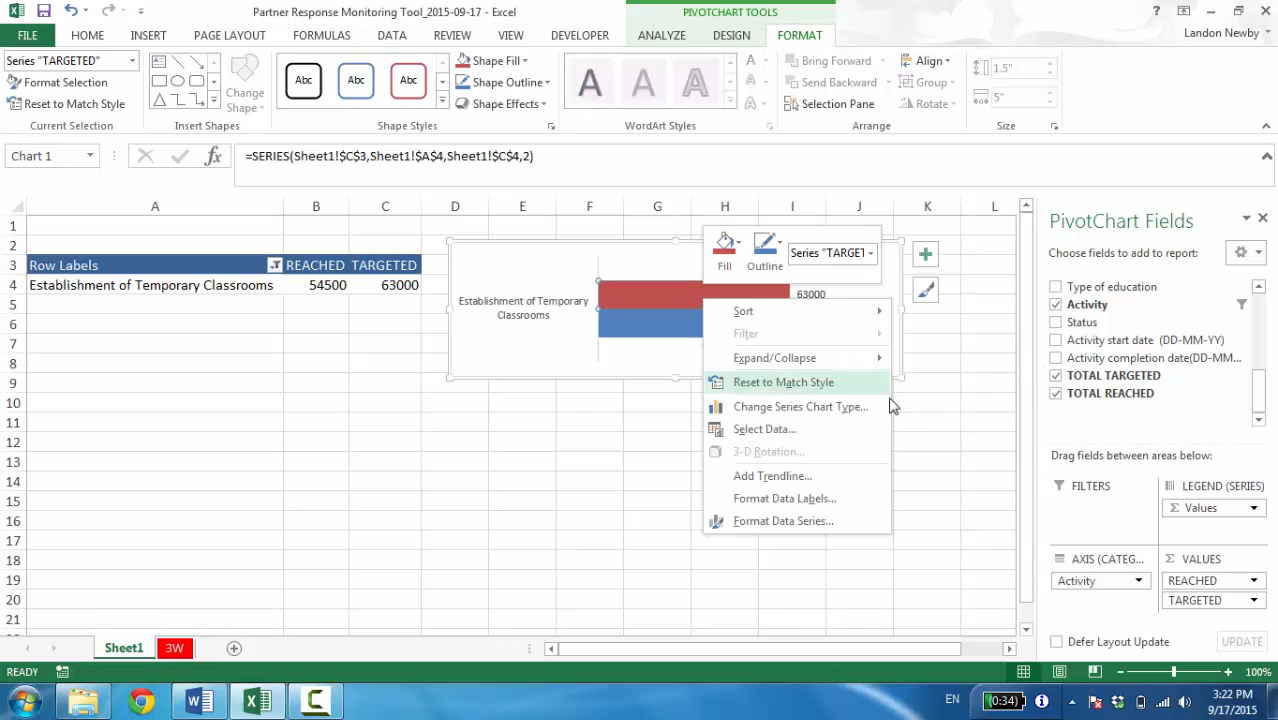 Partner Response Monitoring Tool_2015-09-17 - Excel
PIVOTCHART TOOLS
FILE HOME INSERT PAGE LAYOUT FORMULAS DATA REVIEW VIEW DEVELOPER ANALYZE DESIGN FORMAT
Landon Newby
Series "TARGETED"
Format Selection
Reset to Match Style
Current Selection
Change Shape
Insert Shapes
Abc Abc Abc
Shape Fill
Shape Outline
Shape Effects
Shape Styles
A A A
WordArt Styles
Bring Forward
Send Backward
Selection Pane
Align
Group
Rotate
Arrange
1.5"
5"
Size
Chart 1
fx
=SERIES(Sheet1!$C$3,Sheet1!$A$4,Sheet1!$C$4,2)
A B C D E F G H I J K L
1
2
3 Row Labels REACHED TARGETED
4 Establishment of Temporary Classrooms 54500 63000
5
6
7
8
9
10
11
12
13
14
15
16
17
18
19
20
21
Establishment of Temporary
Classrooms
63000
Fill
Outline
Series "TARGET
Sort
Filter
Expand/Collapse
Reset to Match Style
Change Series Chart Type...
Select Data...
3-D Rotation...
Add Trendline...
Format Data Labels...
Format Data Series...
PivotChart Fields
Choose fields to add to report:
Type of education
Activity
Status
Activity start date (DD-MM-YY)
Activity completion date(DD-MM...
TOTAL TARGETED
TOTAL REACHED
Drag fields between areas below:
FILTERS
LEGEND (SERIES)
Σ Values
AXIS (CATEG...
Activity
Σ VALUES
REACHED
TARGETED
Defer Layout Update
UPDATE
Sheet1 3W
READY
100%
EN
(0:34)
3:22 PM
9/17/2015